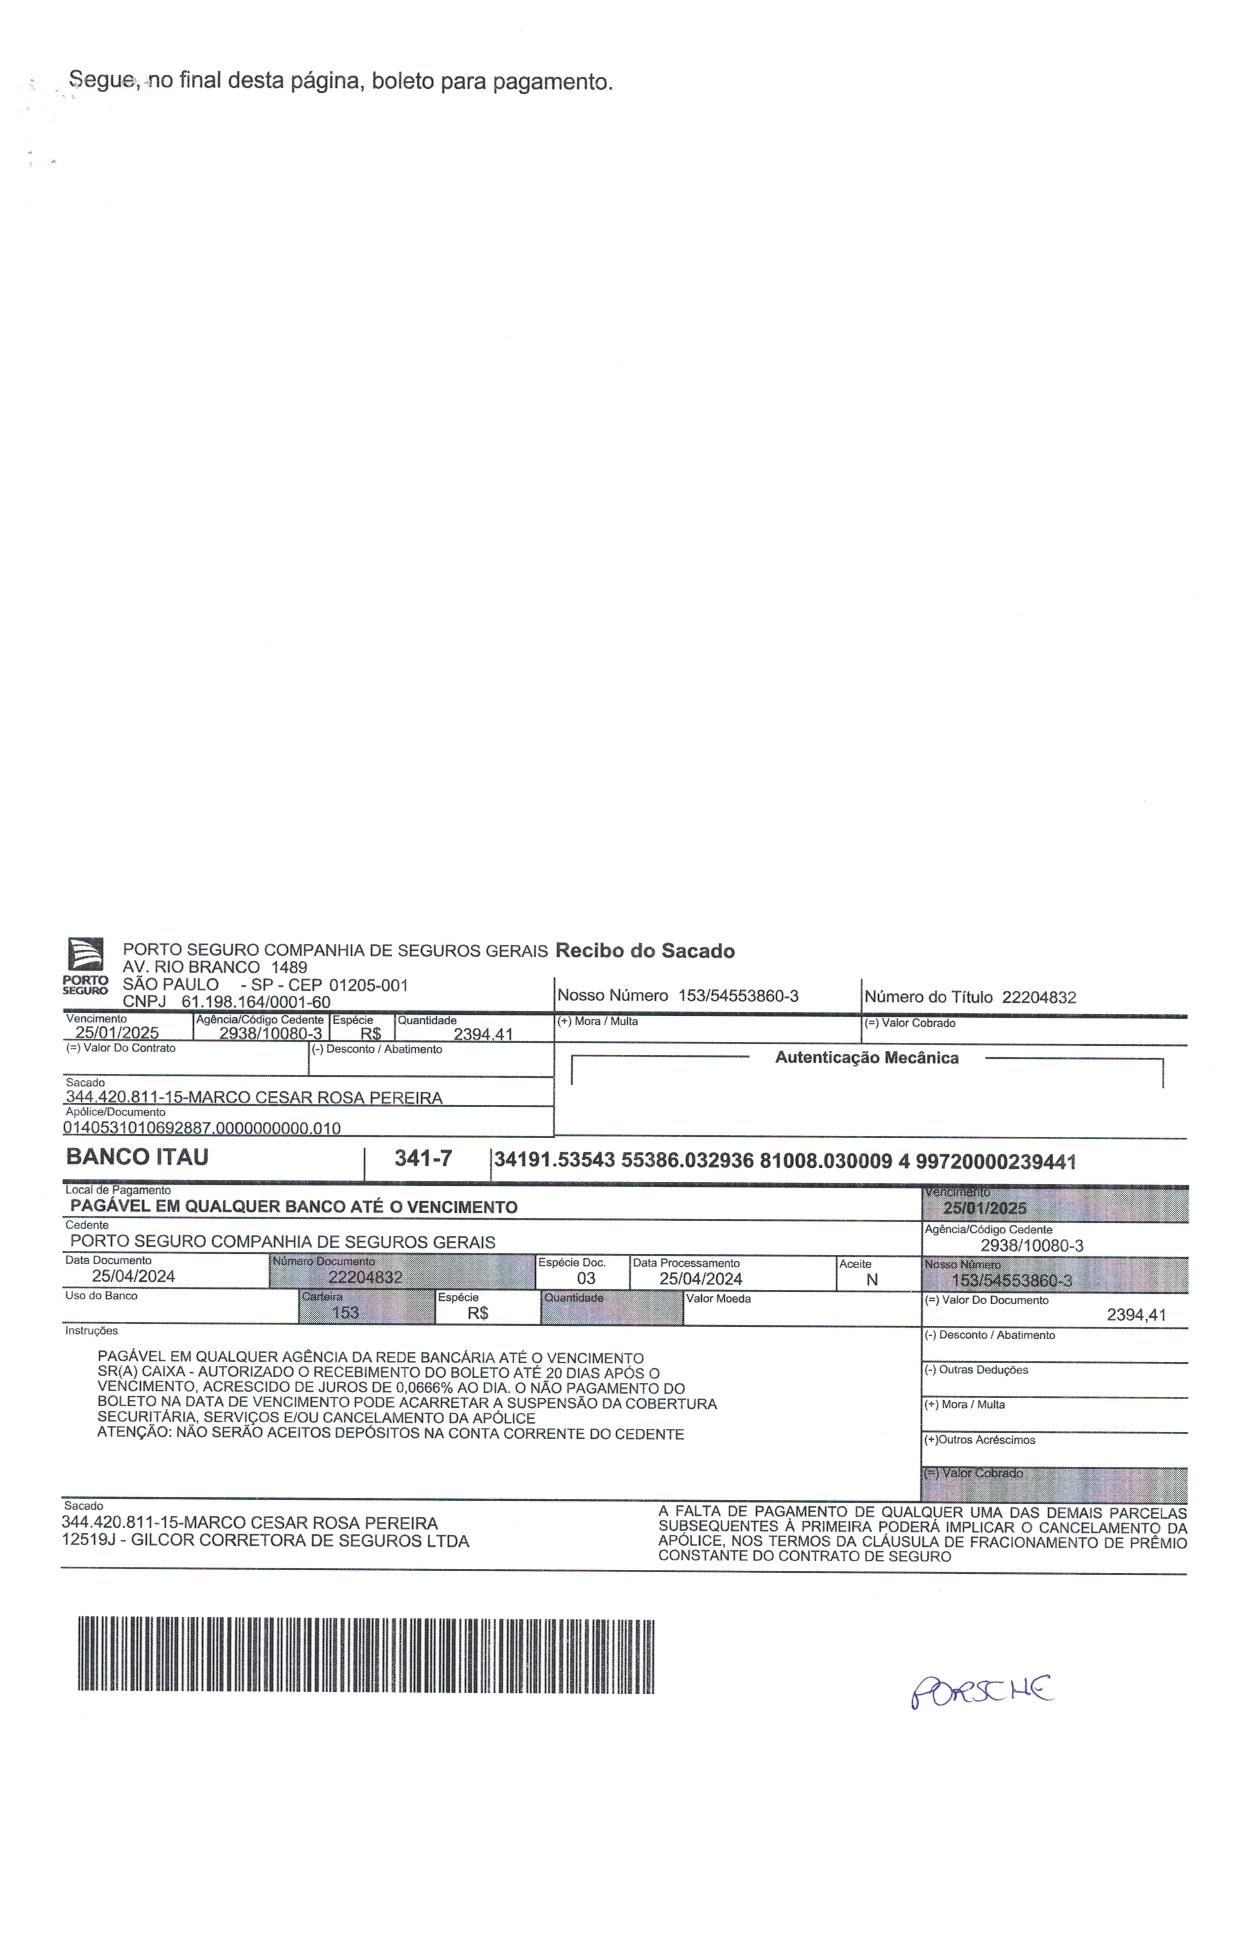 Segue, no final desta página, boleto para pagamento.
PORTO SEGURO
PORTO SEGURO COMPANHIA DE SEGUROS GERAIS Recibo do Sacado
AV. RIO BRANCO 1489
SÃO PAULO - SP - CEP 01205-001
CNPJ 61.198.164/0001-60
Nosso Número 153/54553860-3 Número do Título 22204832
Vencimento Agência/Código Cedente Espécie Quantidade (+) Mora / Multa (=) Valor Cobrado
25/01/2025 2938/10080-3 R$ 2394,41
(=) Valor Do Contrato (-) Desconto / Abatimento
Autenticação Mecânica
Sacado
344.420.811-15-MARCO CESAR ROSA PEREIRA
Apólice/Documento
0140531010692887.0000000000.010
BANCO ITAU 341-7 34191.53543 55386.032936 81008.030009 4 99720000239441
Local de Pagamento Vencimento
PAGÁVEL EM QUALQUER BANCO ATÉ O VENCIMENTO 25/01/2025
Cedente Agência/Código Cedente
PORTO SEGURO COMPANHIA DE SEGUROS GERAIS 2938/10080-3
Data Documento Número Documento Espécie Doc. Data Processamento Aceite Nosso Número
25/04/2024 22204832 03 25/04/2024 N 153/54553860-3
Uso do Banco Carteira Espécie Quantidade Valor Moeda (=) Valor Do Documento
153 R$ 2394,41
Instruções (-) Desconto / Abatimento
PAGÁVEL EM QUALQUER AGÊNCIA DA REDE BANCÁRIA ATÉ O VENCIMENTO
SR(A) CAIXA - AUTORIZADO O RECEBIMENTO DO BOLETO ATÉ 20 DIAS APÓS O
VENCIMENTO, ACRESCIDO DE JUROS DE 0,0666% AO DIA. O NÃO PAGAMENTO DO
BOLETO NA DATA DE VENCIMENTO PODE ACARRETAR A SUSPENSÃO DA COBERTURA
SECURITÁRIA, SERVIÇOS E/OU CANCELAMENTO DA APÓLICE
ATENÇÃO: NÃO SERÃO ACEITOS DEPÓSITOS NA CONTA CORRENTE DO CEDENTE
(-) Outras Deduções
(+) Mora / Multa
(+)Outros Acréscimos
(=) Valor Cobrado
Sacado
344.420.811-15-MARCO CESAR ROSA PEREIRA
12519J - GILCOR CORRETORA DE SEGUROS LTDA
A FALTA DE PAGAMENTO DE QUALQUER UMA DAS DEMAIS PARCELAS
SUBSEQUENTES À PRIMEIRA PODERÁ IMPLICAR O CANCELAMENTO DA
APÓLICE, NOS TERMOS DA CLÁUSULA DE FRACIONAMENTO DE PRÊMIO
CONSTANTE DO CONTRATO DE SEGURO
PORSCHE